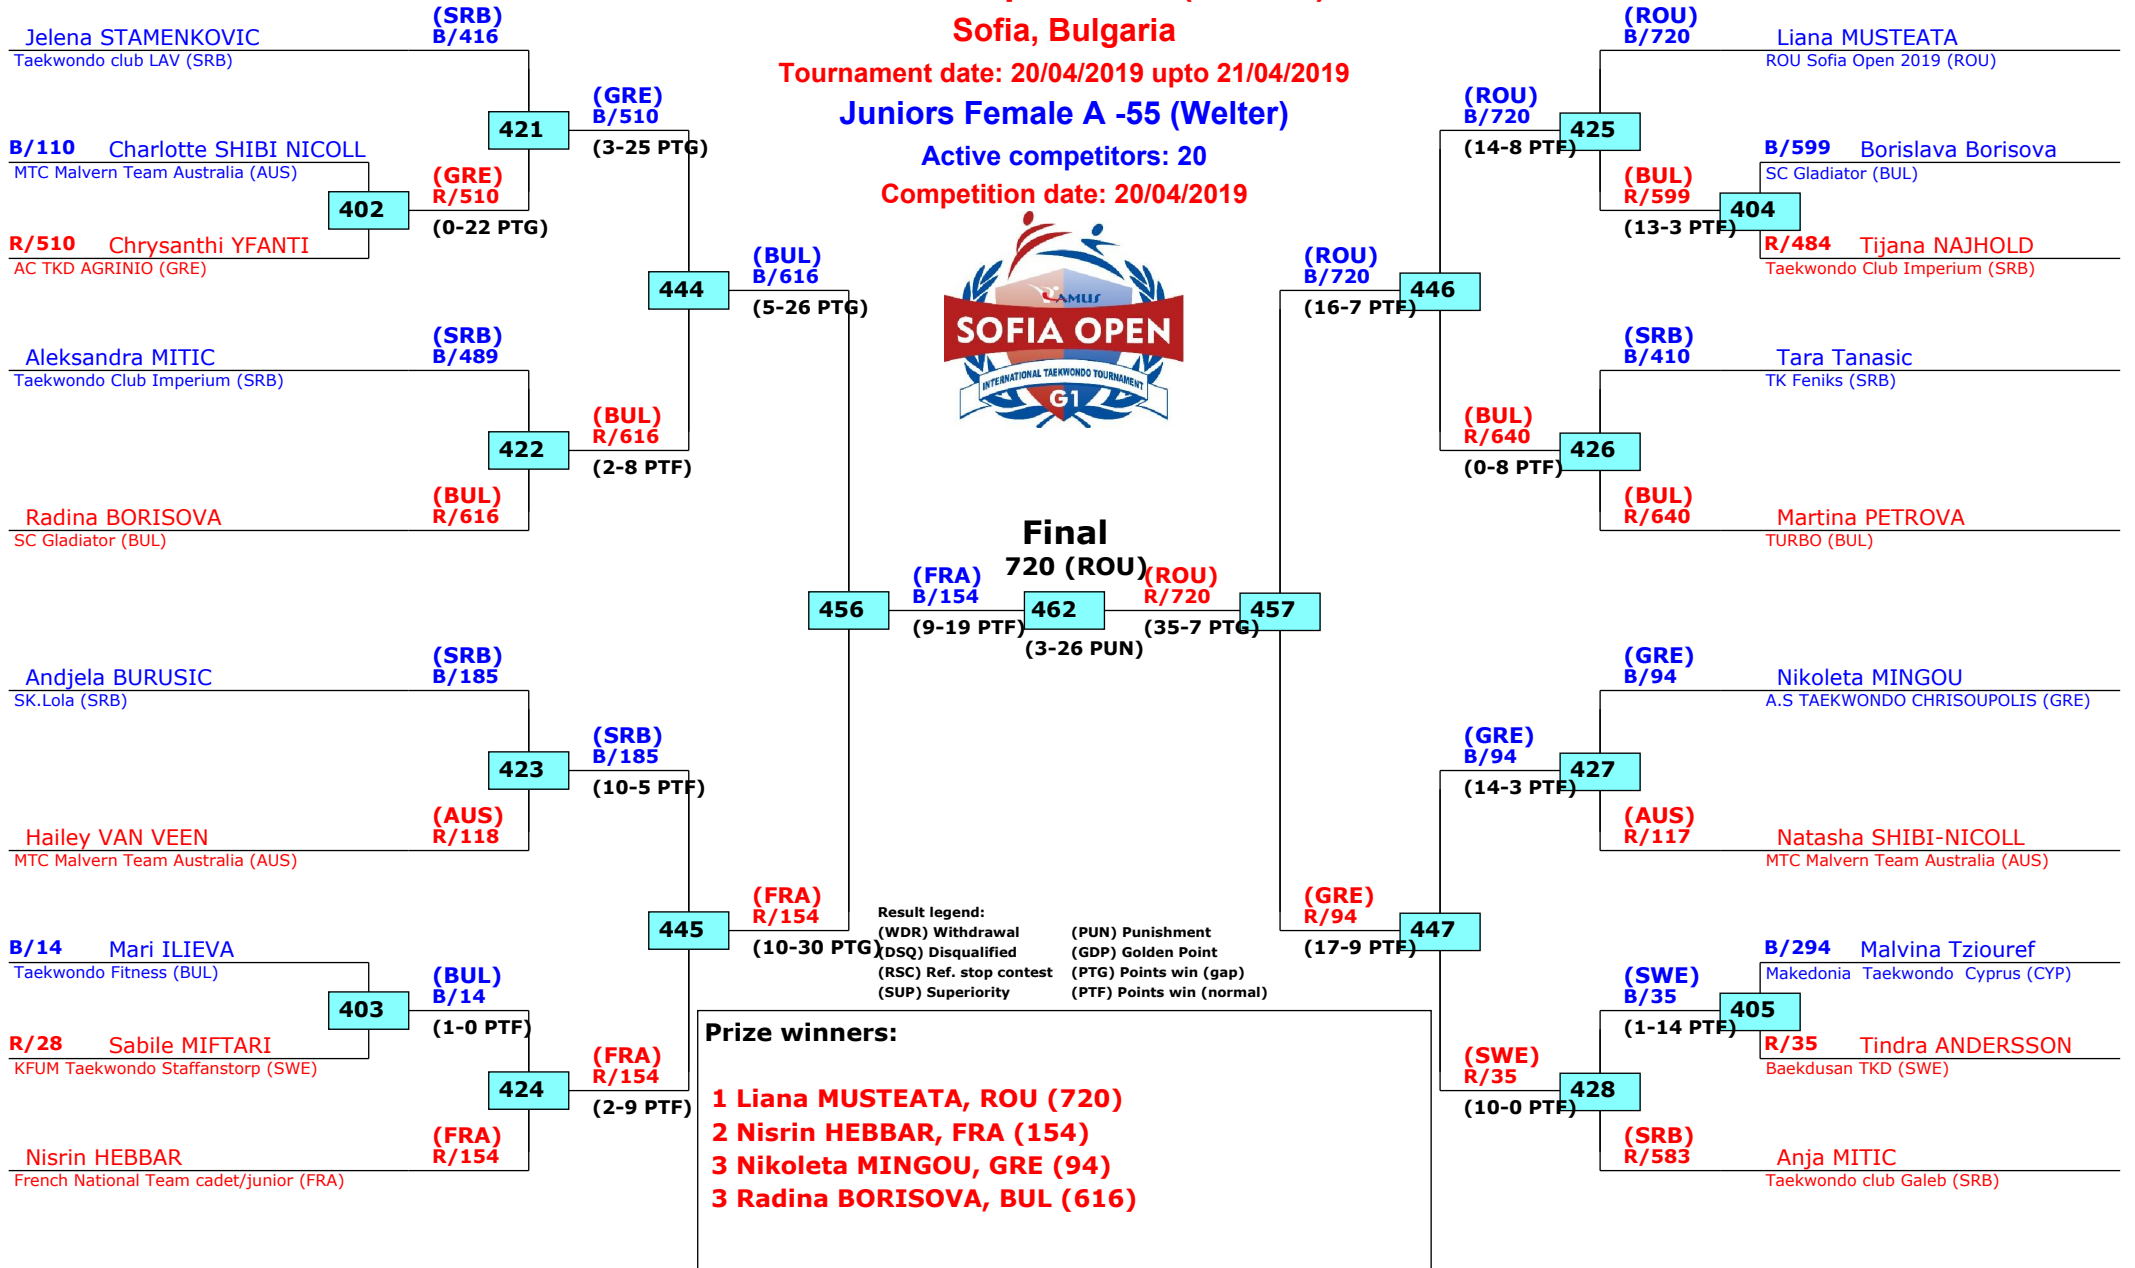 Sofia, Bulgaria
Tournament date: 20/04/2019 upto 21/04/2019
Juniors Female A -55 (Welter)
Active competitors: 20
Competition date: 20/04/2019
AMUS
SOFIA OPEN
INTERNATIONAL TAEKWONDO TOURNAMENT
G1
(SRB)
Jelena STAMENKOVIC B/416
Taekwondo club LAV (SRB)
(GRE)
B/510
421
(3-25 PTG)
B/110 Charlotte SHIBI NICOLL
MTC Malvern Team Australia (AUS)
(GRE)
R/510
402
(0-22 PTG)
R/510 Chrysanthi YFANTI
AC TKD AGRINIO (GRE)
(BUL)
B/616
444
(5-26 PTG)
(SRB)
Aleksandra MITIC B/489
Taekwondo Club Imperium (SRB)
(BUL)
R/616
422
(2-8 PTF)
(BUL)
Radina BORISOVA R/616
SC Gladiator (BUL)
(SRB)
Andjela BURUSIC B/185
SK.Lola (SRB)
(SRB)
B/185
423
(10-5 PTF)
(AUS)
Hailey VAN VEEN R/118
MTC Malvern Team Australia (AUS)
(FRA)
R/154
445
(10-30 PTG)
B/14 Mari ILIEVA
Taekwondo Fitness (BUL)
(BUL)
B/14
403
(1-0 PTF)
R/28 Sabile MIFTARI
KFUM Taekwondo Staffanstorp (SWE)
(FRA)
R/154
424
(2-9 PTF)
(FRA)
Nisrin HEBBAR R/154
French National Team cadet/junior (FRA)
Final
720 (ROU)
456
(FRA)
B/154
(9-19 PTF)
462
(3-26 PUN)
(ROU)
R/720
(35-7 PTG)
457
(ROU)
B/720 Liana MUSTEATA
ROU Sofia Open 2019 (ROU)
(ROU)
B/720
425
(14-8 PTF)
B/599 Borislava Borisova
SC Gladiator (BUL)
(BUL)
R/599
404
(13-3 PTF)
R/484 Tijana NAJHOLD
Taekwondo Club Imperium (SRB)
(ROU)
B/720
446
(16-7 PTF)
(SRB)
B/410 Tara Tanasic
TK Feniks (SRB)
(BUL)
R/640
426
(0-8 PTF)
(BUL)
R/640 Martina PETROVA
TURBO (BUL)
(GRE)
B/94 Nikoleta MINGOU
A.S TAEKWONDO CHRISOUPOLIS (GRE)
(GRE)
B/94
427
(14-3 PTF)
(AUS)
R/117 Natasha SHIBI-NICOLL
MTC Malvern Team Australia (AUS)
(GRE)
R/94
447
(17-9 PTF)
B/294 Malvina Tziouref
Makedonia Taekwondo Cyprus (CYP)
(SWE)
B/35
405
(1-14 PTF)
R/35 Tindra ANDERSSON
Baekdusan TKD (SWE)
(SWE)
R/35
428
(10-0 PTF)
(SRB)
R/583 Anja MITIC
Taekwondo club Galeb (SRB)
Result legend:
(WDR) Withdrawal (PUN) Punishment
(DSQ) Disqualified (GDP) Golden Point
(RSC) Ref. stop contest (PTG) Points win (gap)
(SUP) Superiority (PTF) Points win (normal)
Prize winners:
1 Liana MUSTEATA, ROU (720)
2 Nisrin HEBBAR, FRA (154)
3 Nikoleta MINGOU, GRE (94)
3 Radina BORISOVA, BUL (616)